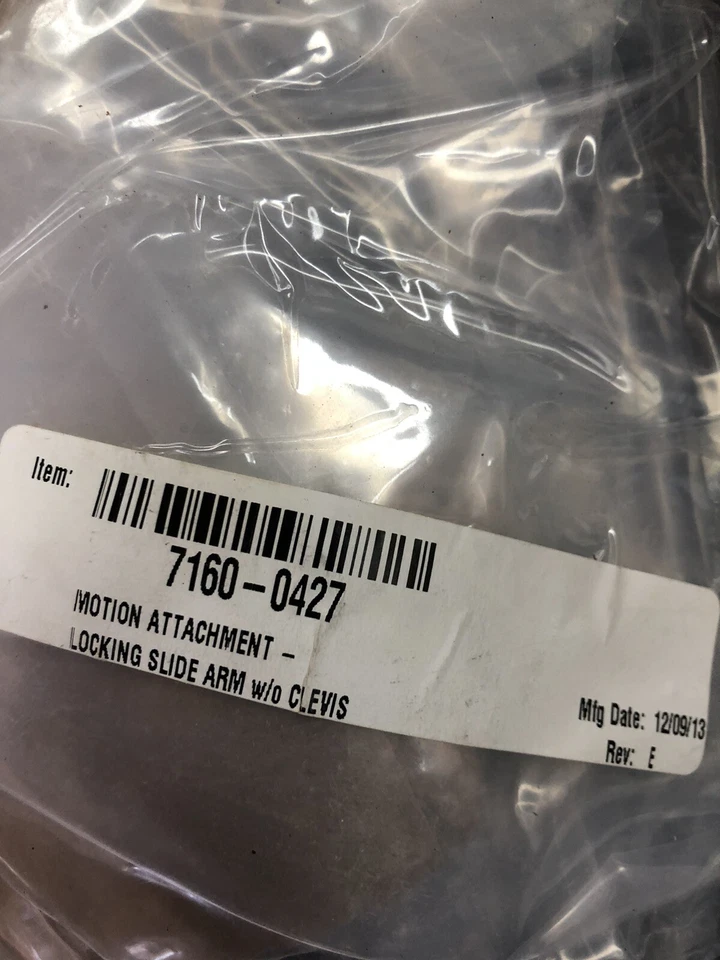 Item:
7160-0427
MOTION ATTACHMENT -
LOCKING SLIDE ARM w/o CLEVIS
Mfg Date: 12/09/13
Rev: E